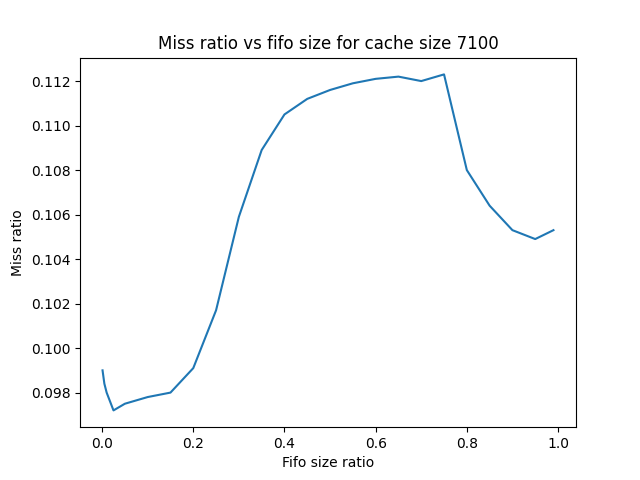 Miss ratio vs fifo size for cache size 7100
0.112
0.110
0.108
0.106
0.104
0.102
0.100
0.098
Miss ratio
0.0 0.2 0.4 0.6 0.8 1.0
Fifo size ratio